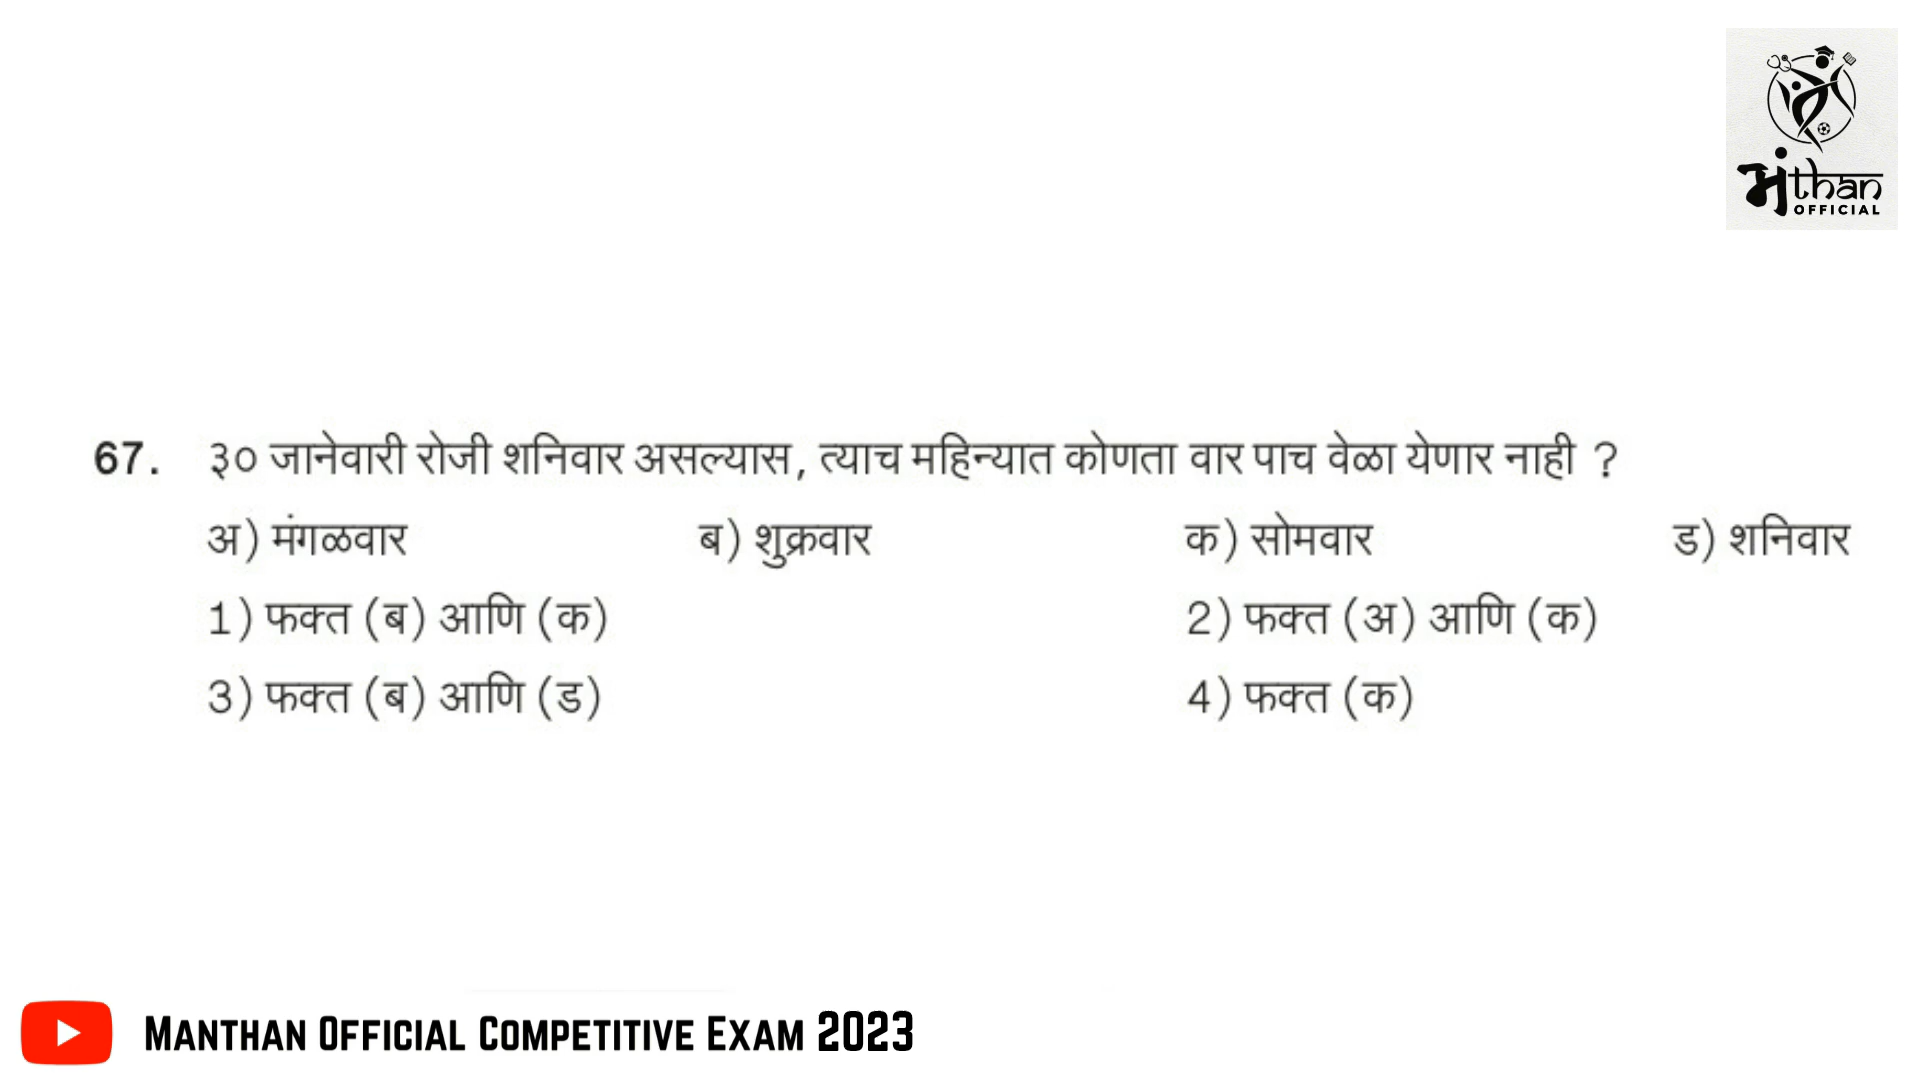 मंthan
OFFICIAL
67. ३० जानेवारी रोजी शनिवार असल्यास, त्याच महिन्यात कोणता वार पाच वेळा येणार नाही ?
अ) मंगळवार ब) शुक्रवार क) सोमवार ड) शनिवार
1) फक्त (ब) आणि (क) 2) फक्त (अ) आणि (क)
3) फक्त (ब) आणि (ड) 4) फक्त (क)
MANTHAN OFFICIAL COMPETITIVE EXAM 2023